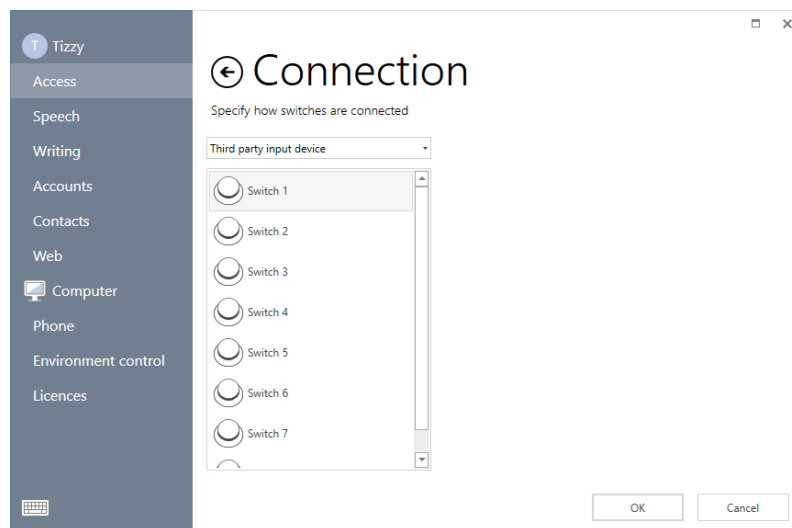 T Tizzy
Access
Speech
Writing
Accounts
Contacts
Web
Computer
Phone
Environment control
Licences
Connection
Specify how switches are connected
Third party input device
Switch 1
Switch 2
Switch 3
Switch 4
Switch 5
Switch 6
Switch 7
OK Cancel